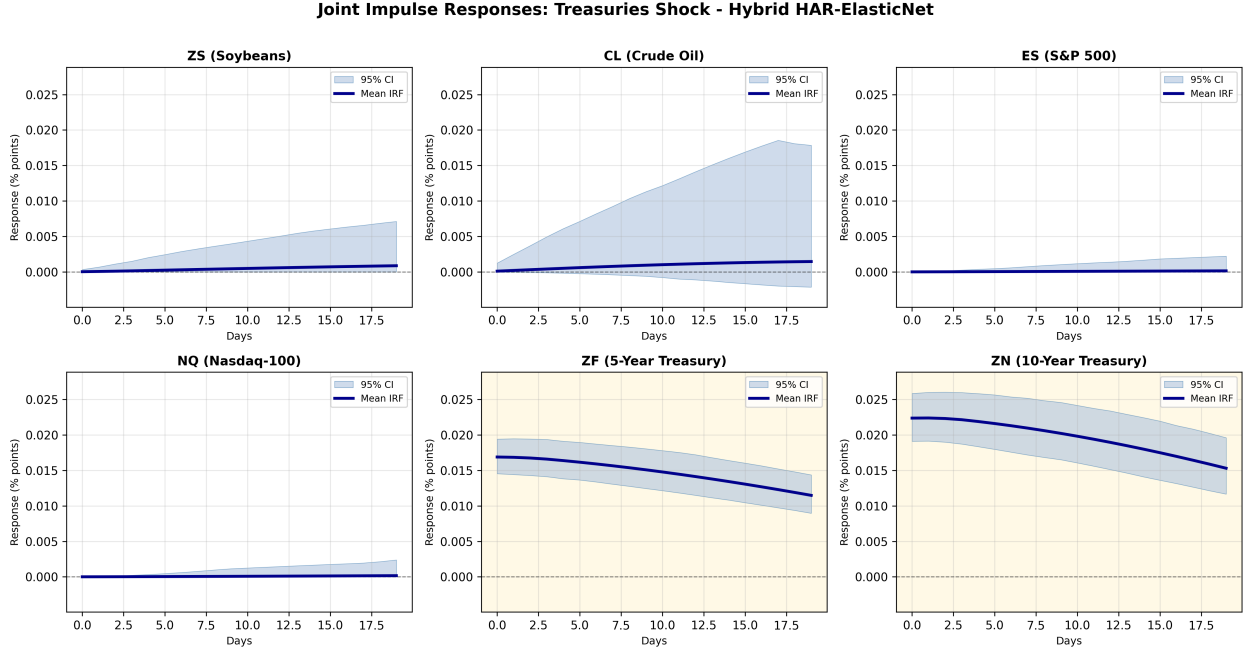 Joint Impulse Responses: Treasuries Shock - Hybrid HAR-ElasticNet
ZS (Soybeans)
95% CI
Mean IRF
Response (% points)
0.025
0.020
0.015
0.010
0.005
0.000
0.0 2.5 5.0 7.5 10.0 12.5 15.0 17.5
Days
CL (Crude Oil)
95% CI
Mean IRF
Response (% points)
0.025
0.020
0.015
0.010
0.005
0.000
0.0 2.5 5.0 7.5 10.0 12.5 15.0 17.5
Days
ES (S&P 500)
95% CI
Mean IRF
Response (% points)
0.025
0.020
0.015
0.010
0.005
0.000
0.0 2.5 5.0 7.5 10.0 12.5 15.0 17.5
Days
NQ (Nasdaq-100)
95% CI
Mean IRF
Response (% points)
0.025
0.020
0.015
0.010
0.005
0.000
0.0 2.5 5.0 7.5 10.0 12.5 15.0 17.5
Days
ZF (5-Year Treasury)
95% CI
Mean IRF
Response (% points)
0.025
0.020
0.015
0.010
0.005
0.000
0.0 2.5 5.0 7.5 10.0 12.5 15.0 17.5
Days
ZN (10-Year Treasury)
95% CI
Mean IRF
Response (% points)
0.025
0.020
0.015
0.010
0.005
0.000
0.0 2.5 5.0 7.5 10.0 12.5 15.0 17.5
Days